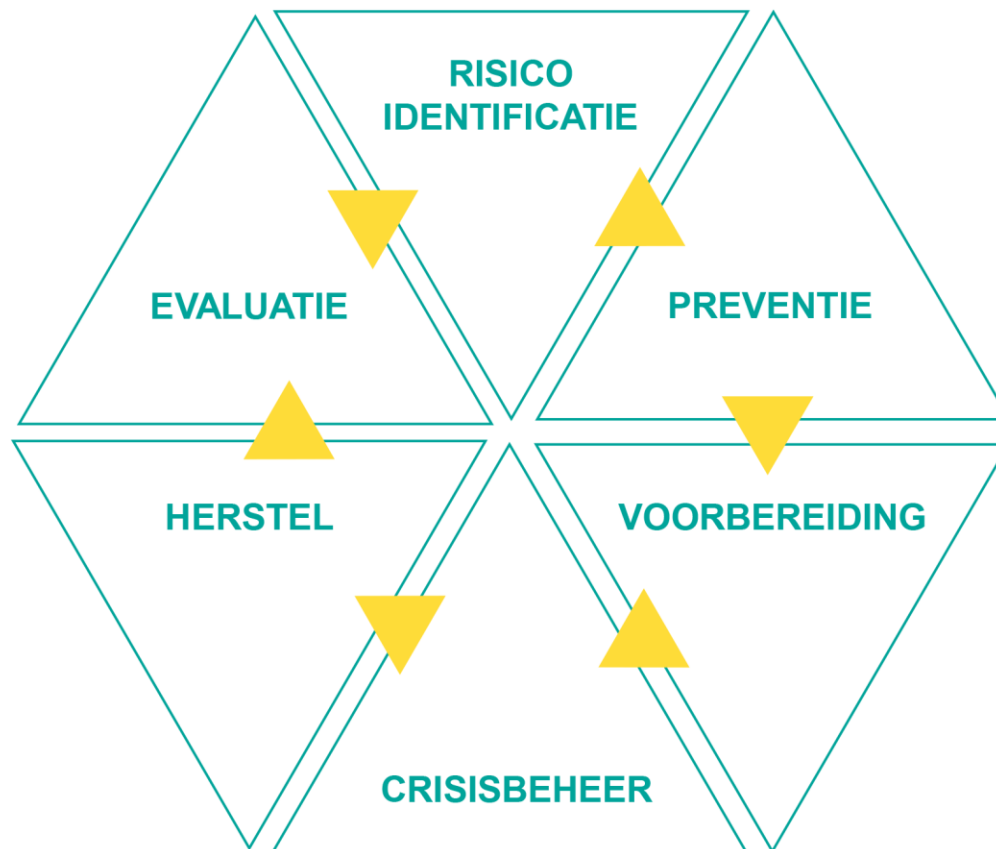 RISICO
IDENTIFICATIE
EVALUATIE
PREVENTIE
HERSTEL
VOORBEREIDING
CRISISBEHEER